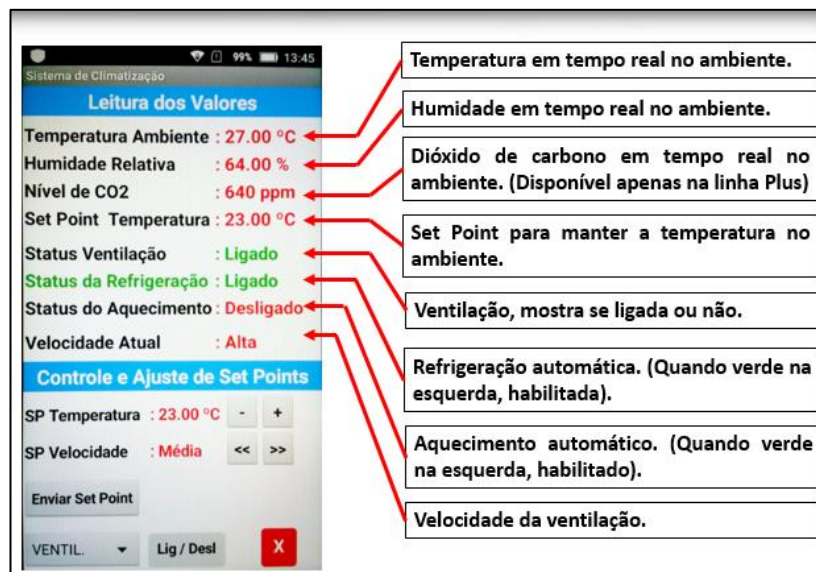 99% 13:45
Sistema de Climatização
Leitura dos Valores
Temperatura Ambiente : 27.00 ºC
Humidade Relativa : 64.00 %
Nível de CO2 : 640 ppm
Set Point Temperatura : 23.00 ºC
Status Ventilação : Ligado
Status da Refrigeração : Ligado
Status do Aquecimento : Desligado
Velocidade Atual : Alta
Controle e Ajuste de Set Points
SP Temperatura : 23.00 ºC - +
SP Velocidade : Média << >>
Enviar Set Point
VENTIL. Lig / Desl X
Temperatura em tempo real no ambiente.
Humidade em tempo real no ambiente.
Dióxido de carbono em tempo real no
ambiente. (Disponível apenas na linha Plus)
Set Point para manter a temperatura no
ambiente.
Ventilação, mostra se ligada ou não.
Refrigeração automática. (Quando verde na
esquerda, habilitada).
Aquecimento automático. (Quando verde
na esquerda, habilitado).
Velocidade da ventilação.